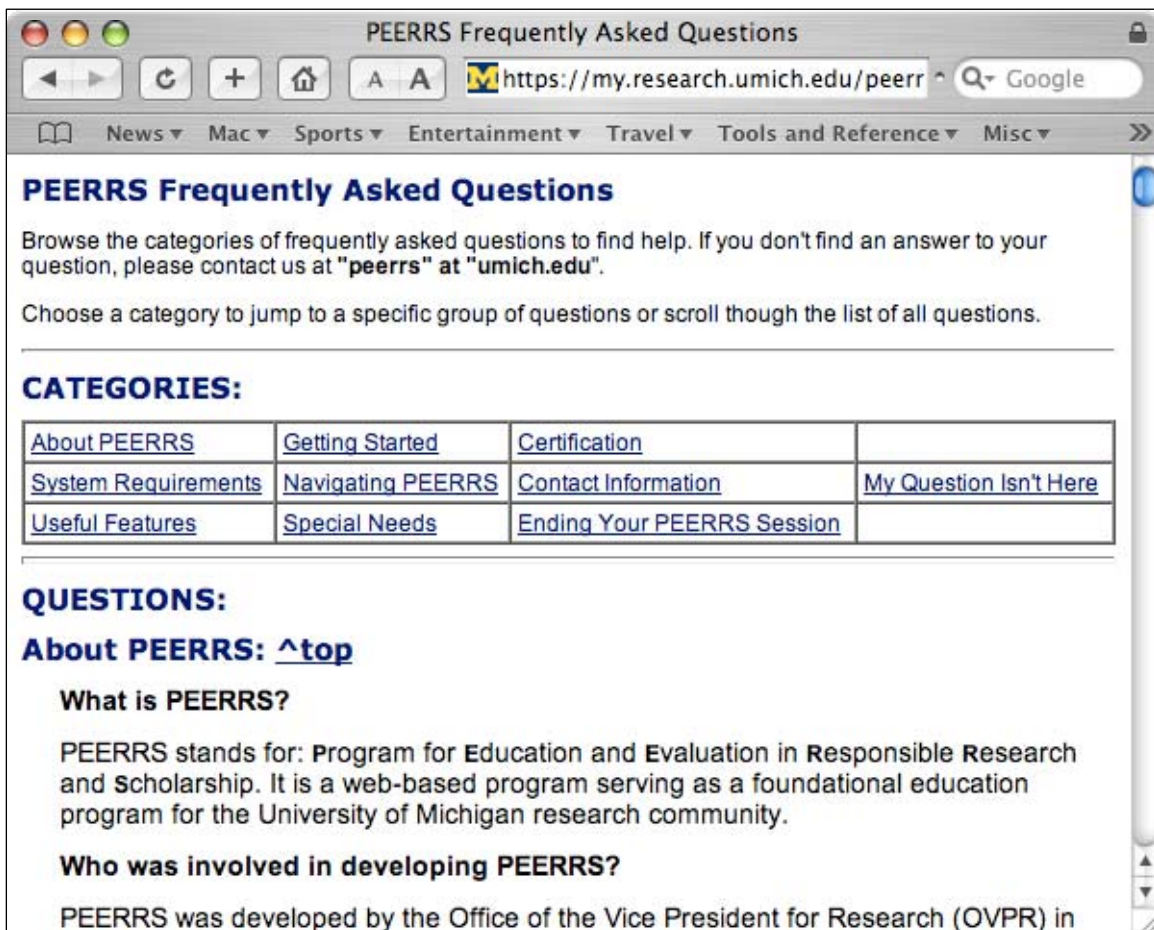 PEERRS Frequently Asked Questions
A A M https://my.research.umich.edu/peerr Google
News Mac Sports Entertainment Travel Tools and Reference Misc »
PEERRS Frequently Asked Questions
Browse the categories of frequently asked questions to find help. If you don't find an answer to your
question, please contact us at "peerrs" at "umich.edu".
Choose a category to jump to a specific group of questions or scroll though the list of all questions.
CATEGORIES:
About PEERRS Getting Started Certification
System Requirements Navigating PEERRS Contact Information My Question Isn't Here
Useful Features Special Needs Ending Your PEERRS Session
QUESTIONS:
About PEERRS: ^top
What is PEERRS?
PEERRS stands for: Program for Education and Evaluation in Responsible Research
and Scholarship. It is a web-based program serving as a foundational education
program for the University of Michigan research community.
Who was involved in developing PEERRS?
PEERRS was developed by the Office of the Vice President for Research (OVPR) in